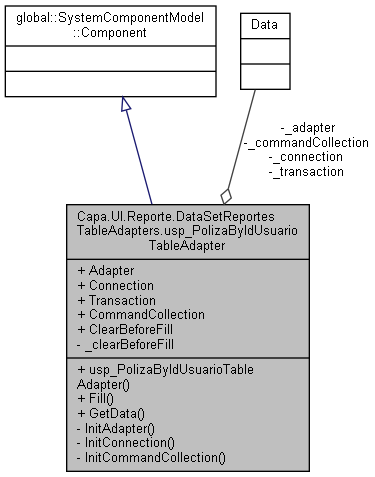 global::SystemComponentModel
::Component
Data
-_adapter
-_commandCollection
-_connection
-_transaction
Capa.UI.Reporte.DataSetReportes
TableAdapters.usp_PolizaByIdUsuario
TableAdapter
+ Adapter
+ Connection
+ Transaction
+ CommandCollection
+ ClearBeforeFill
- _clearBeforeFill
+ usp_PolizaByIdUsuarioTable
Adapter()
+ Fill()
+ GetData()
- InitAdapter()
- InitConnection()
- InitCommandCollection()